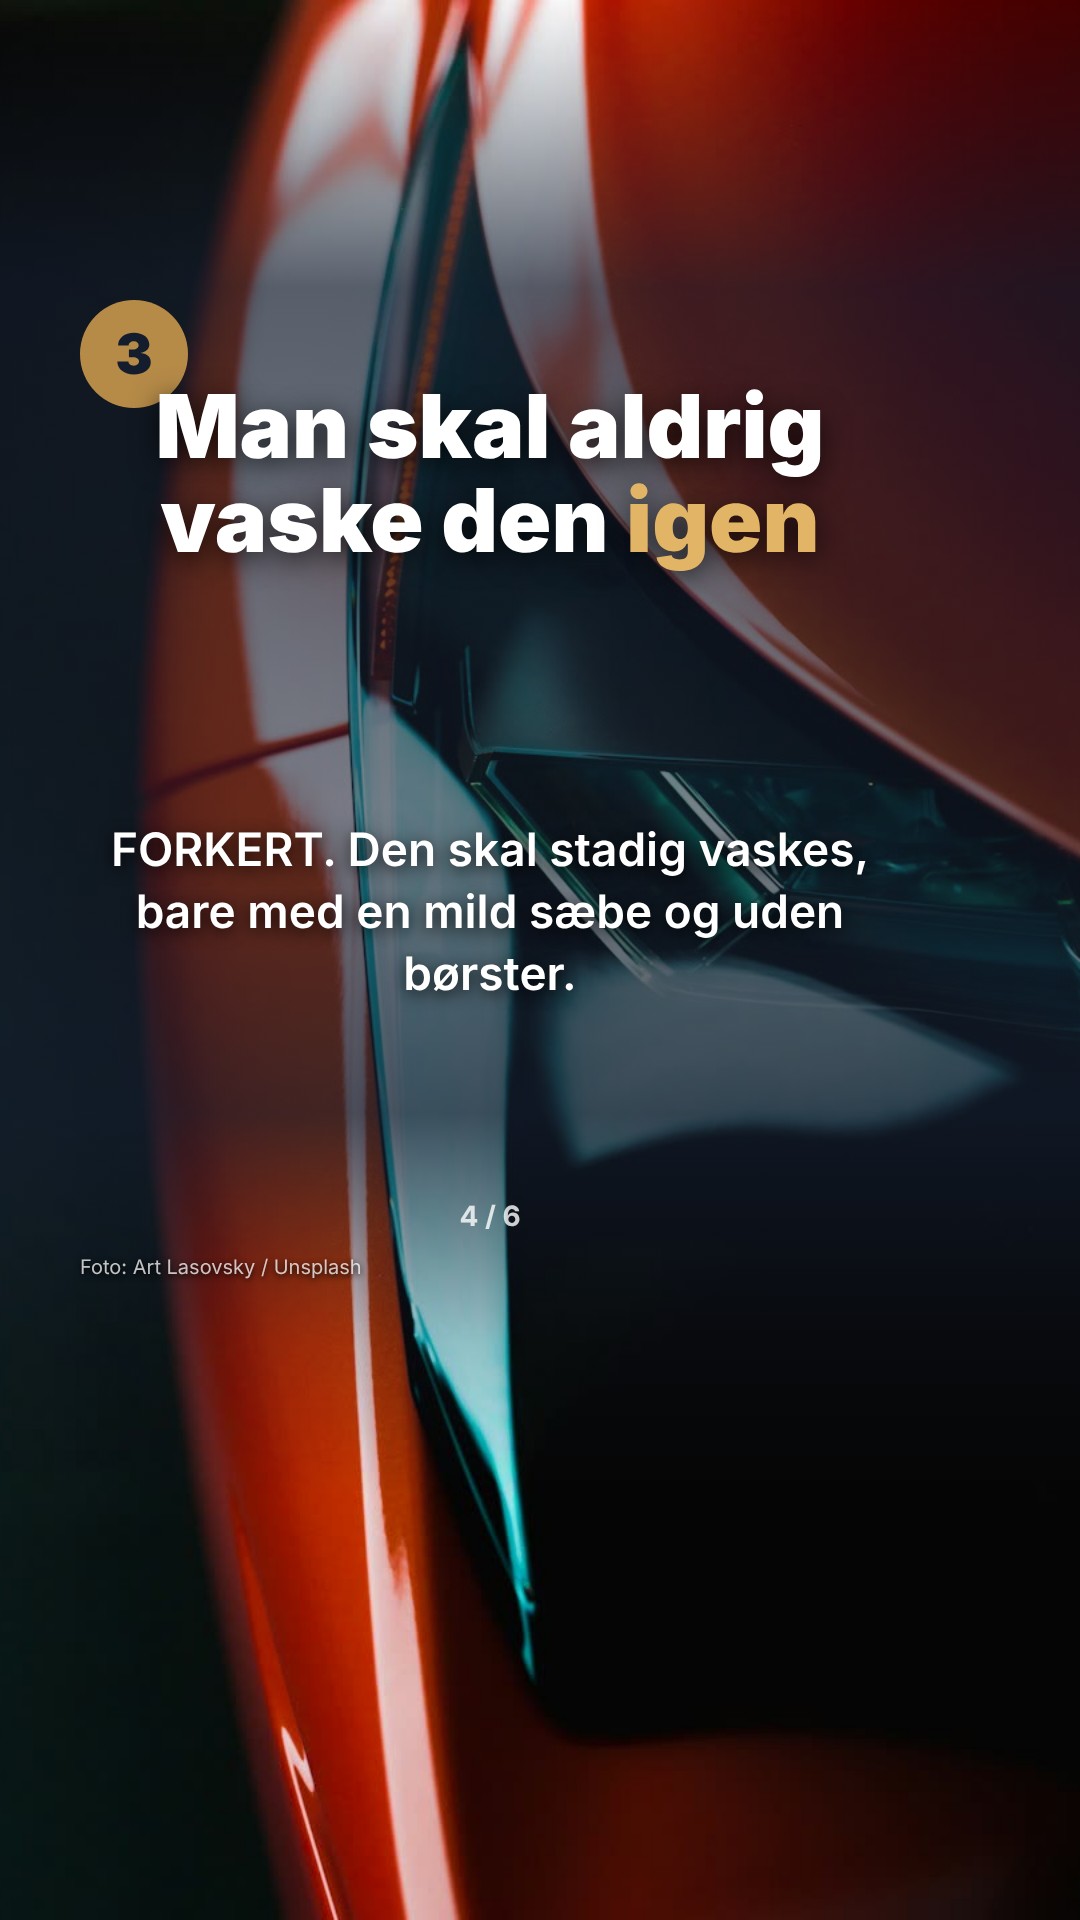 3
Man skal aldrig
vaske den igen
FORKERT. Den skal stadig vaskes,
bare med en mild sæbe og uden
børster.
4 / 6
Foto: Art Lasovsky / Unsplash